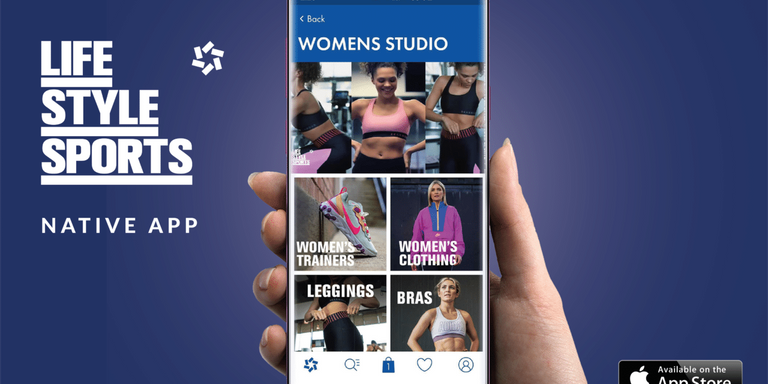 LIFE
STYLE
SPORTS
NATIVE APP
Back
WOMENS STUDIO
WOMEN'S
TRAINERS
WOMEN'S
CLOTHING
LEGGINGS
BRAS
1
Available on the
App Store